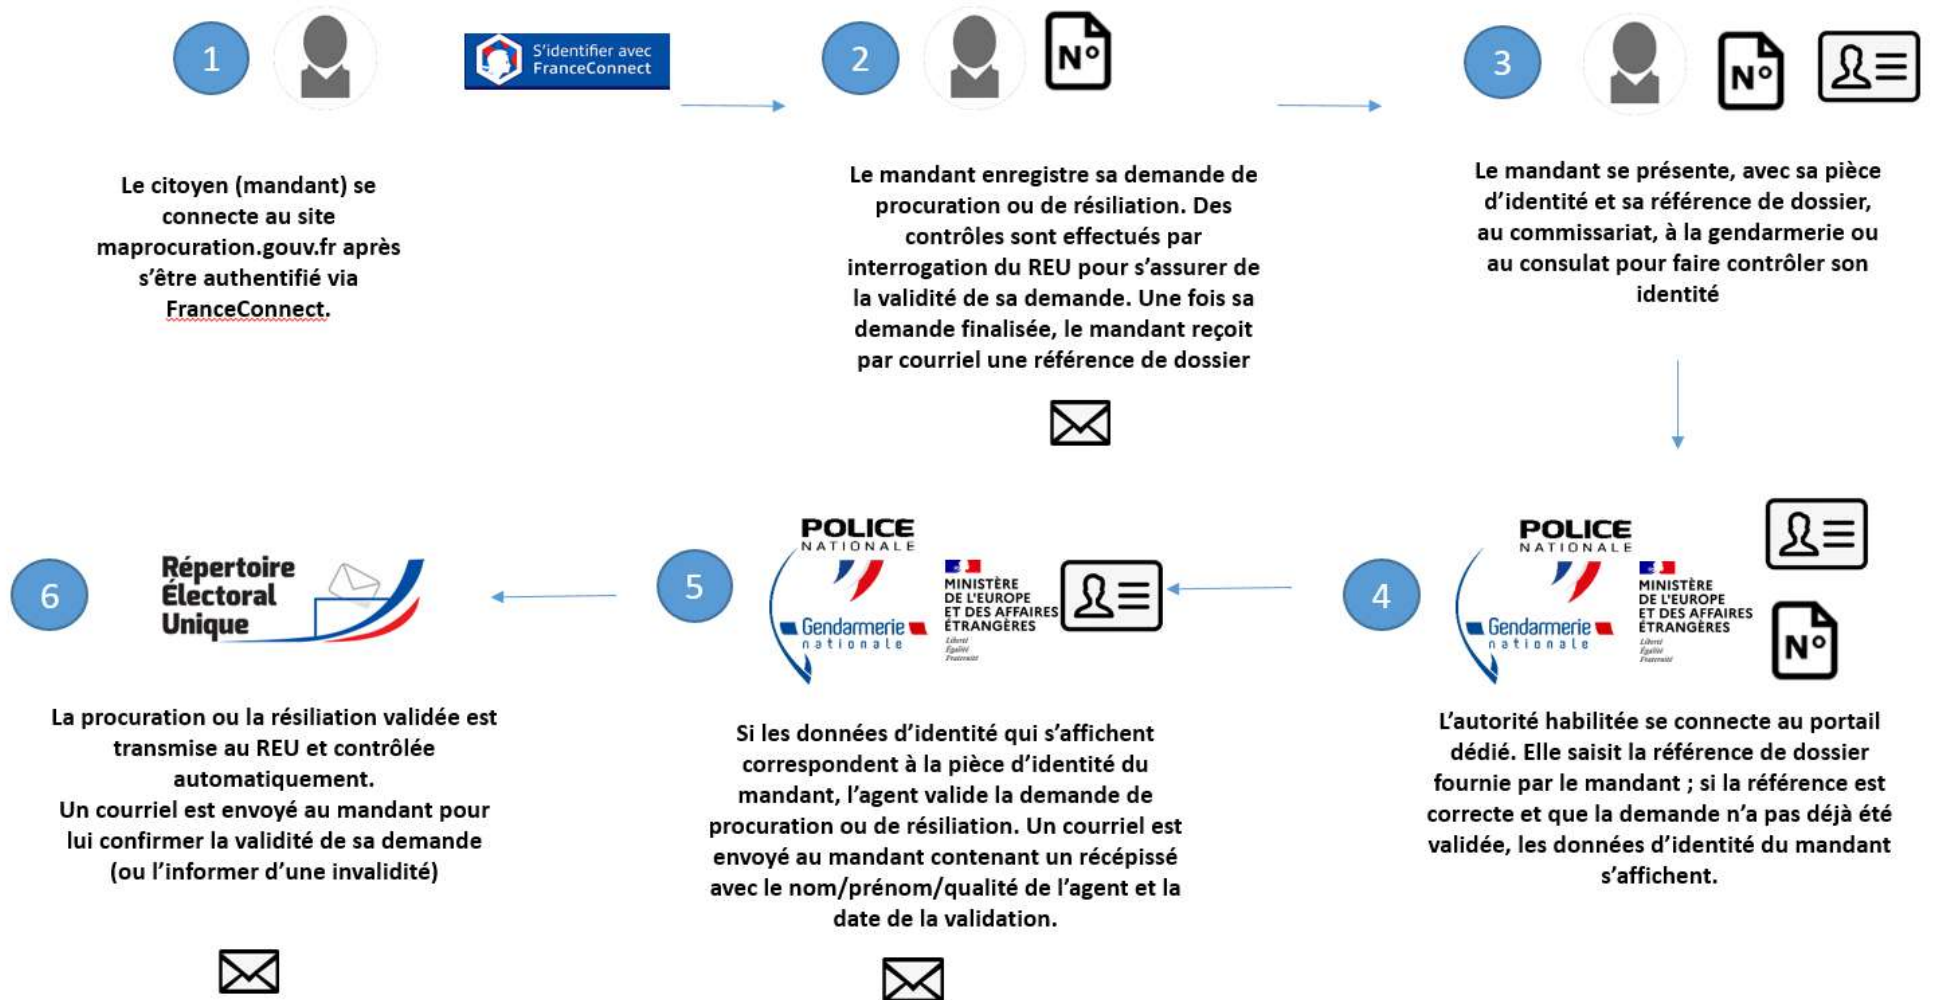 1
S'identifier avec
FranceConnect
Le citoyen (mandant) se
connecte au site
maprocuration.gouv.fr après
s'être authentifié via
FranceConnect.
2
N°
Le mandant enregistre sa demande de
procuration ou de résiliation. Des
contrôles sont effectués par
interrogation du REU pour s'assurer de
la validité de sa demande. Une fois sa
demande finalisée, le mandant reçoit
par courriel une référence de dossier
3
N°
Le mandant se présente, avec sa pièce
d'identité et sa référence de dossier,
au commissariat, à la gendarmerie ou
au consulat pour faire contrôler son
identité
4
POLICE
NATIONALE
Gendarmerie
nationale
MINISTÈRE
DE L'EUROPE
ET DES AFFAIRES
ÉTRANGÈRES
Liberté
Égalité
Fraternité
N°
L'autorité habilitée se connecte au portail
dédié. Elle saisit la référence de dossier
fournie par le mandant ; si la référence est
correcte et que la demande n'a pas déjà été
validée, les données d'identité du mandant
s'affichent.
5
POLICE
NATIONALE
Gendarmerie
nationale
MINISTÈRE
DE L'EUROPE
ET DES AFFAIRES
ÉTRANGÈRES
Liberté
Égalité
Fraternité
Si les données d'identité qui s'affichent
correspondent à la pièce d'identité du
mandant, l'agent valide la demande de
procuration ou de résiliation. Un courriel est
envoyé au mandant contenant un récépissé
avec le nom/prénom/qualité de l'agent et la
date de la validation.
6
Répertoire
Électoral
Unique
La procuration ou la résiliation validée est
transmise au REU et contrôlée
automatiquement.
Un courriel est envoyé au mandant pour
lui confirmer la validité de sa demande
(ou l'informer d'une invalidité)